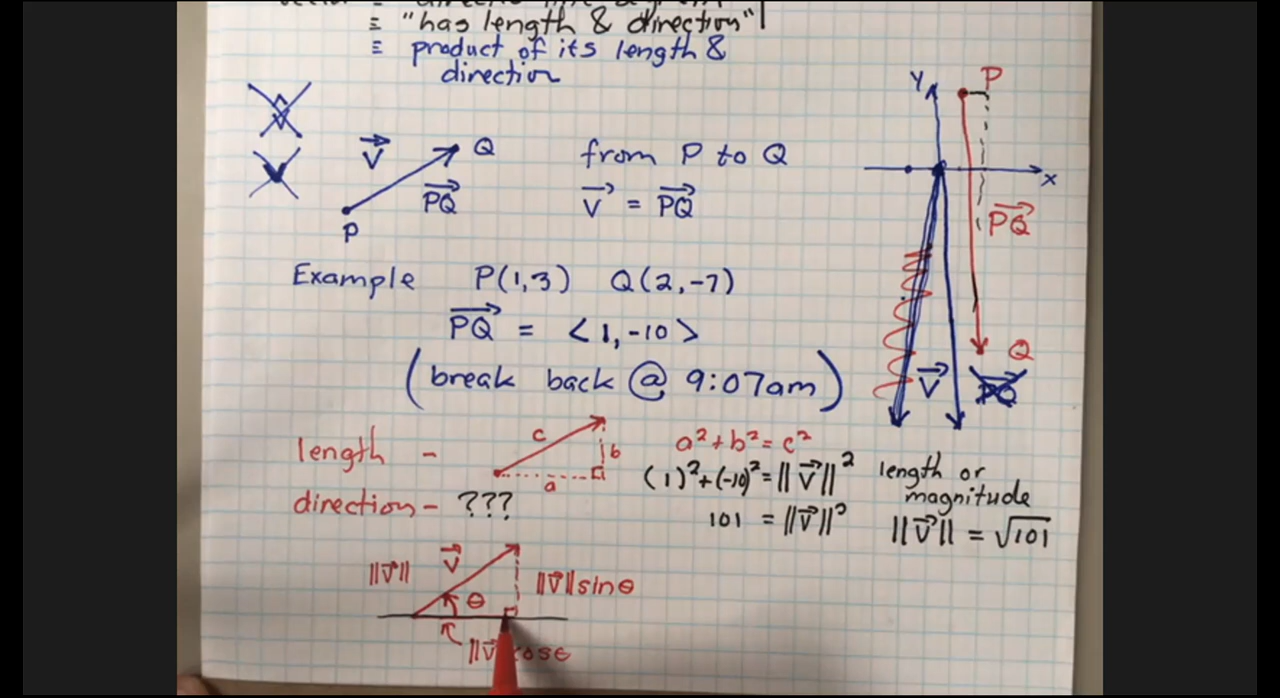 ≡ "has length & direction"
≡ product of its length &
direction
V
Q
PQ
P
from P to Q
V = PQ
Y
P
x
PQ
Q
V
Example P(1,3) Q(2,-7)
PQ = <1,-10>
(break back @ 9:07am)
length -
c
b
a
a²+b²=c²
(1)²+(-10)²=||V||²
101 = ||V||²
length or
magnitude
||V|| = √101
direction - ???
||V||
V
θ
||V||sinθ
||V cosθ